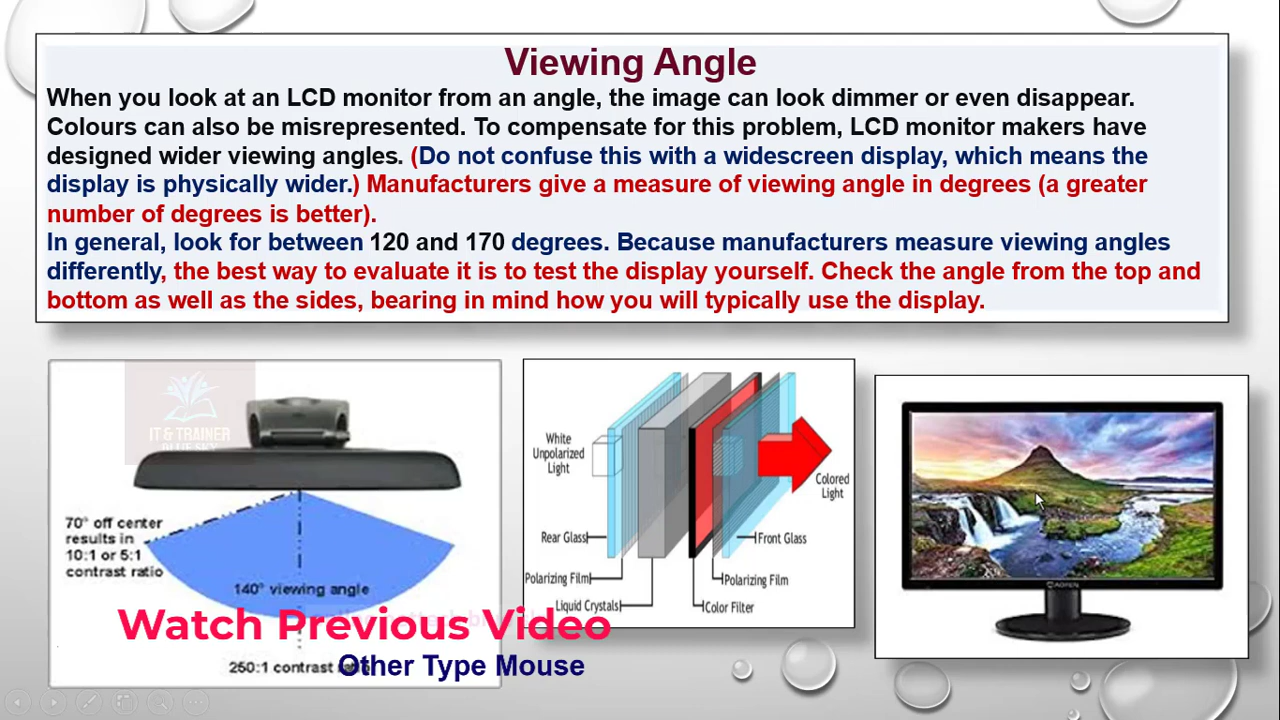 Viewing Angle
When you look at an LCD monitor from an angle, the image can look dimmer or even disappear.
Colours can also be misrepresented. To compensate for this problem, LCD monitor makers have
designed wider viewing angles. (Do not confuse this with a widescreen display, which means the
display is physically wider.) Manufacturers give a measure of viewing angle in degrees (a greater
number of degrees is better).
In general, look for between 120 and 170 degrees. Because manufacturers measure viewing angles
differently, the best way to evaluate it is to test the display yourself. Check the angle from the top and
bottom as well as the sides, bearing in mind how you will typically use the display.
IT & TRAINER
BLUE SKY
70° off center
results in
10:1 or 5:1
contrast ratio
140° viewing angle
250:1 contrast
Watch Previous Video
Other Type Mouse
White
Unpolarized
Light
Colored
Light
Rear Glass
Front Glass
Polarizing Film
Polarizing Film
Liquid Crystals
Color Filter
AOPEN